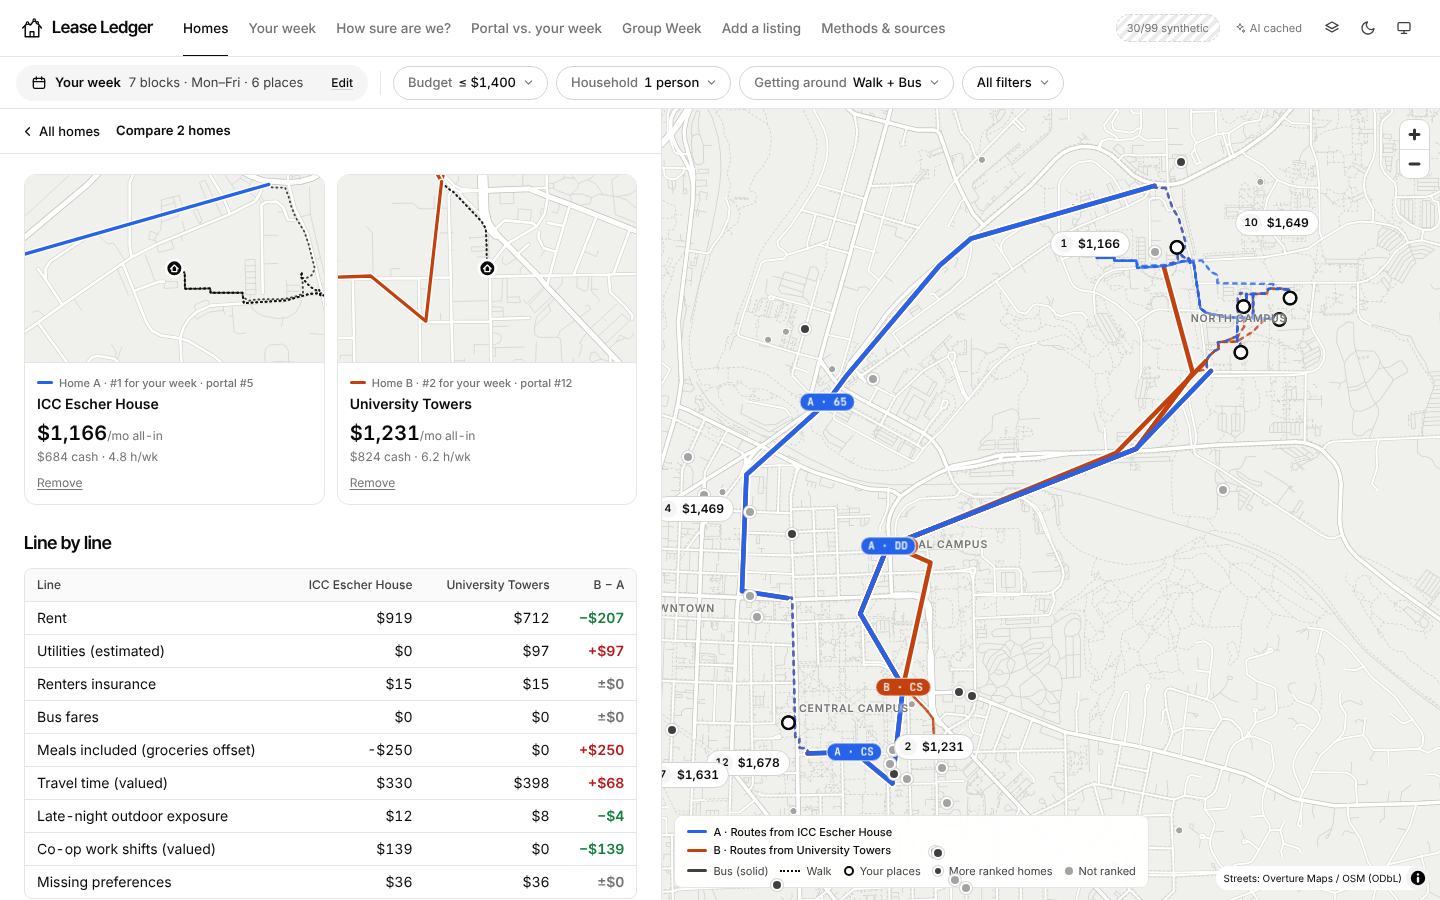 Lease Ledger
Homes
Your week
How sure are we?
Portal vs. your week
Group Week
Add a listing
Methods & sources
30/99 synthetic
AI cached
Your week 7 blocks · Mon–Fri · 6 places Edit
Budget ≤ $1,400
Household 1 person
Getting around Walk + Bus
All filters
All homes
Compare 2 homes
Home A · #1 for your week · portal #5
ICC Escher House
$1,166/mo all-in
$684 cash · 4.8 h/wk
Remove
Home B · #2 for your week · portal #12
University Towers
$1,231/mo all-in
$824 cash · 6.2 h/wk
Remove
Line by line
Line ICC Escher House University Towers B – A
Rent $919 $712 −$207
Utilities (estimated) $0 $97 +$97
Renters insurance $15 $15 ±$0
Bus fares $0 $0 ±$0
Meals included (groceries offset) -$250 $0 +$250
Travel time (valued) $330 $398 +$68
Late-night outdoor exposure $12 $8 −$4
Co-op work shifts (valued) $139 $0 −$139
Missing preferences $36 $36 ±$0
+
−
10 $1,649
1 $1,166
NORTH CAMPUS
A · 65
4 $1,469
A · DD
AL CAMPUS
WNTOWN
B · CS
CENTRAL CAMPUS
2 $1,231
A · CS
12 $1,678
7 $1,631
A · Routes from ICC Escher House
B · Routes from University Towers
Bus (solid) Walk Your places More ranked homes Not ranked
Streets: Overture Maps / OSM (ODbL)